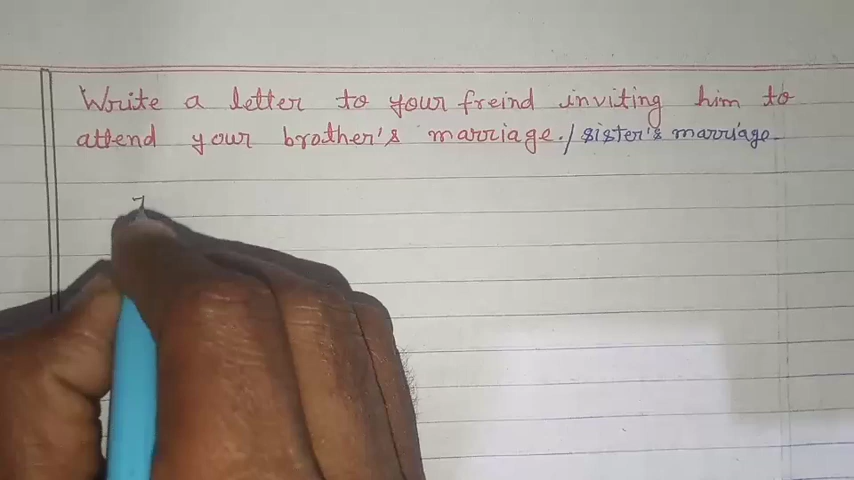 Write a letter to your freind inviting him to
attend your brother's marriage./sister's marriage.